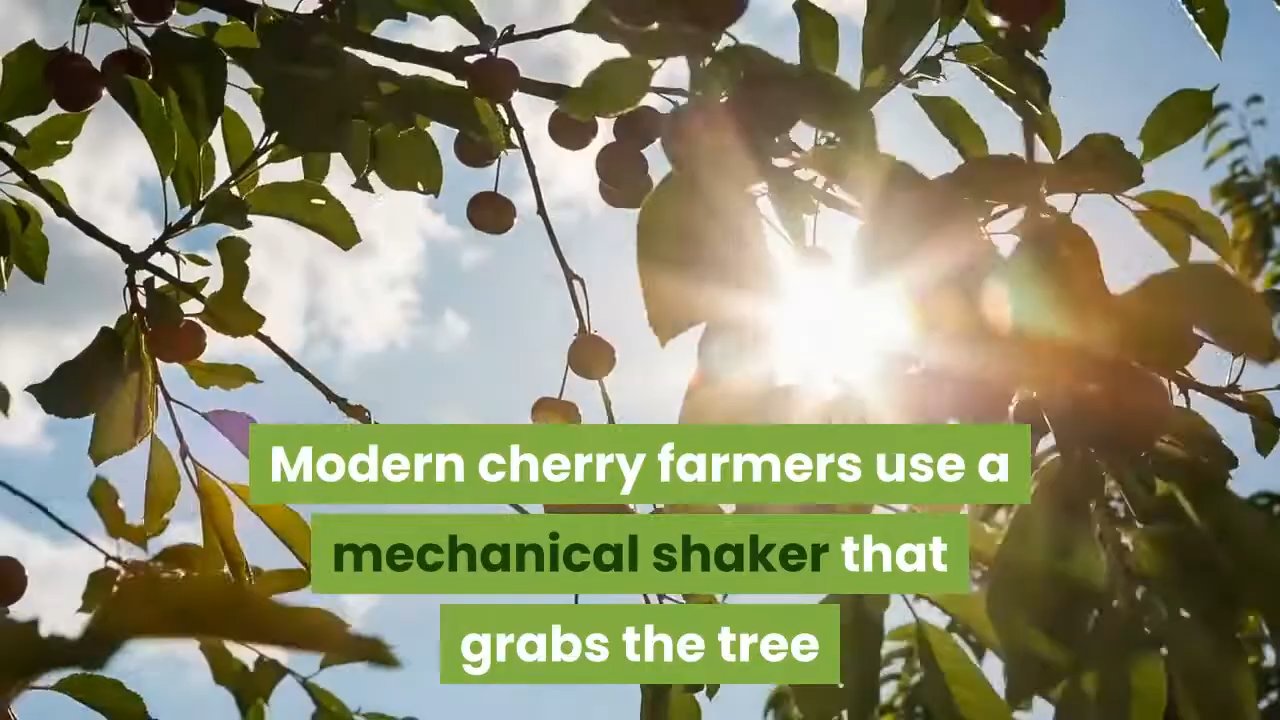 Modern cherry farmers use a
mechanical shaker that
grabs the tree